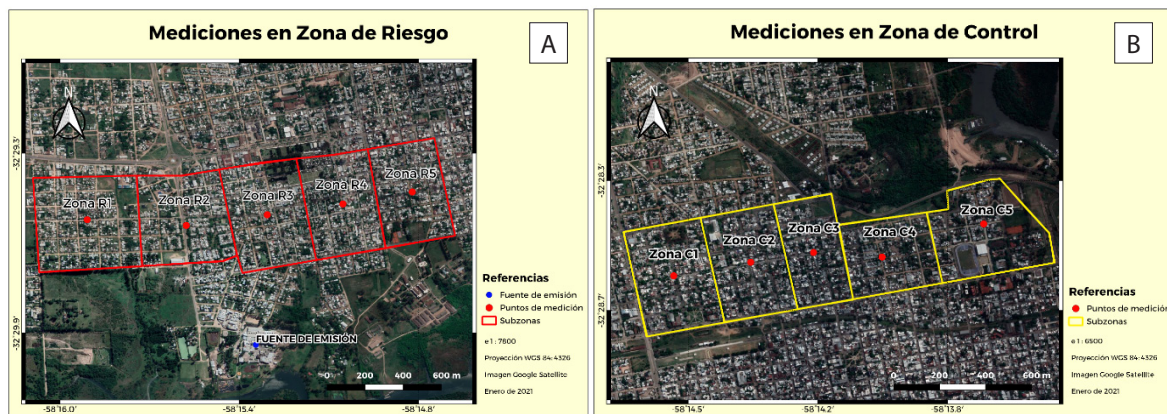 Mediciones en Zona de Riesgo
A
N
-32°29.3'
-32°29.9'
Zona R1
Zona R2
Zona R3
Zona R4
Zona R5
FUENTE DE EMISIÓN
0 200 400 600 m
-58°16.0'
-58°15.4'
-58°14.8'
Referencias
Fuente de emisión
Puntos de medición
Subzonas
e 1 : 7600
Proyección WGS 84: 4326
Imagen Google Satellite
Enero de 2021
Mediciones en Zona de Control
B
N
-32°28.3'
-32°28.7'
Zona C1
Zona C2
Zona C3
Zona C4
Zona C5
0 200 400 600 m
-58°14.5'
-58°14.2'
-58°13.8'
Referencias
Puntos de medición
Subzonas
e 1 : 6500
Proyección WGS 84: 4326
Imagen Google Satellite
Enero de 2021